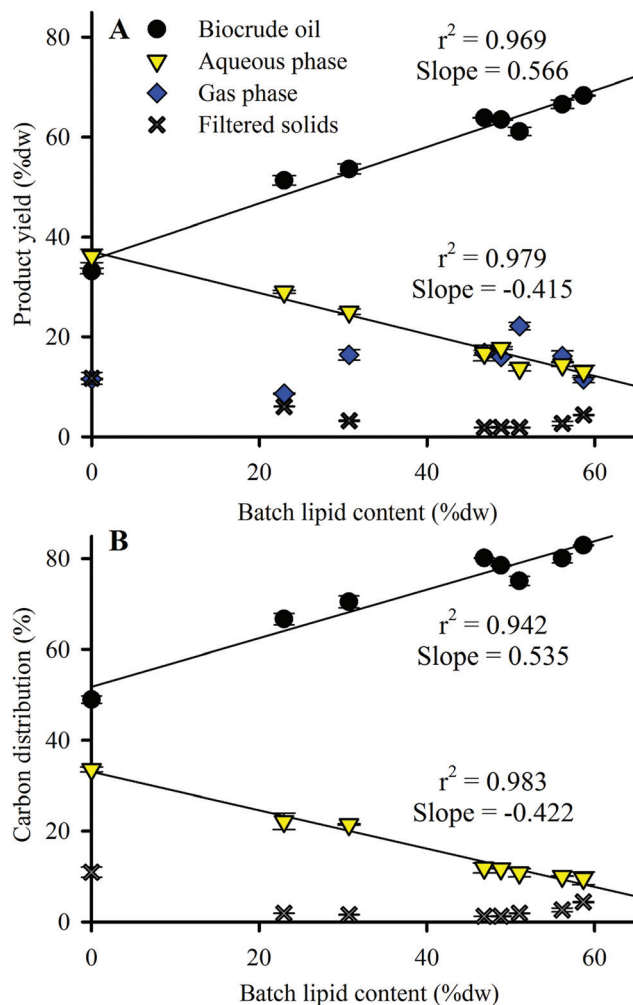 A
Biocrude oil
Aqueous phase
Gas phase
Filtered solids
r² = 0.969
Slope = 0.566
r² = 0.979
Slope = -0.415
Product yield (%dw)
80
60
40
20
0
0 20 40 60
Batch lipid content (%dw)
B
r² = 0.942
Slope = 0.535
r² = 0.983
Slope = -0.422
Carbon distribution (%)
80
60
40
20
0
0 20 40 60
Batch lipid content (%dw)